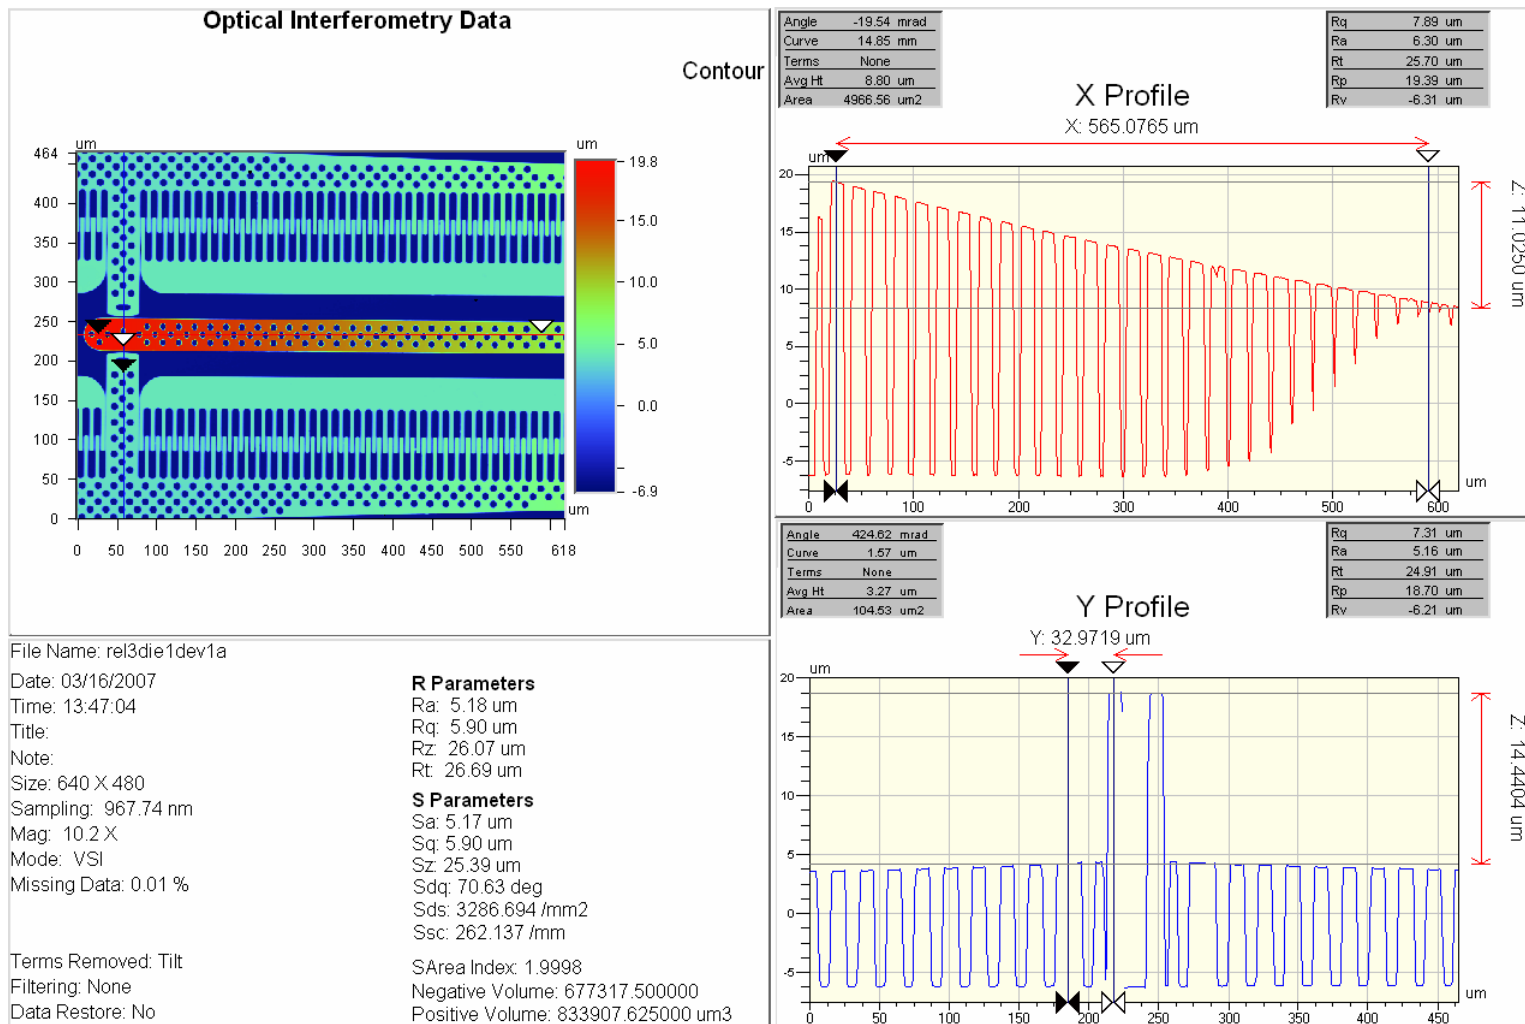 Optical Interferometry Data
Contour
um
464
400
350
300
250
200
150
100
50
0
0 50 100 150 200 250 300 350 400 450 500 550 618
um
um
19.8
15.0
10.0
5.0
0.0
-6.9
Angle -19.54 mrad
Curve 14.85 mm
Terms None
Avg Ht 8.80 um
Area 4966.56 um2
Rq 7.89 um
Ra 6.30 um
Rt 25.70 um
Rp 19.39 um
Rv -6.31 um
X Profile
X: 565.0765 um
um
20
15
10
5
0
-5
0 100 200 300 400 500 600
um
Z: 11.0250 um
Angle 424.62 mrad
Curve 1.57 um
Terms None
Avg Ht 3.27 um
Area 104.53 um2
Rq 7.31 um
Ra 5.16 um
Rt 24.91 um
Rp 18.70 um
Rv -6.21 um
Y Profile
Y: 32.9719 um
um
20
15
10
5
0
-5
0 50 100 150 200 250 300 350 400 450
um
Z: 14.4404 um
File Name: rel3die1dev1a
Date: 03/16/2007
Time: 13:47:04
Title:
Note:
Size: 640 X 480
Sampling: 967.74 nm
Mag: 10.2 X
Mode: VSI
Missing Data: 0.01 %
Terms Removed: Tilt
Filtering: None
Data Restore: No
R Parameters
Ra: 5.18 um
Rq: 5.90 um
Rz: 26.07 um
Rt: 26.69 um
S Parameters
Sa: 5.17 um
Sq: 5.90 um
Sz: 25.39 um
Sdq: 70.63 deg
Sds: 3286.694 /mm2
Ssc: 262.137 /mm
SArea Index: 1.9998
Negative Volume: 677317.500000
Positive Volume: 833907.625000 um3